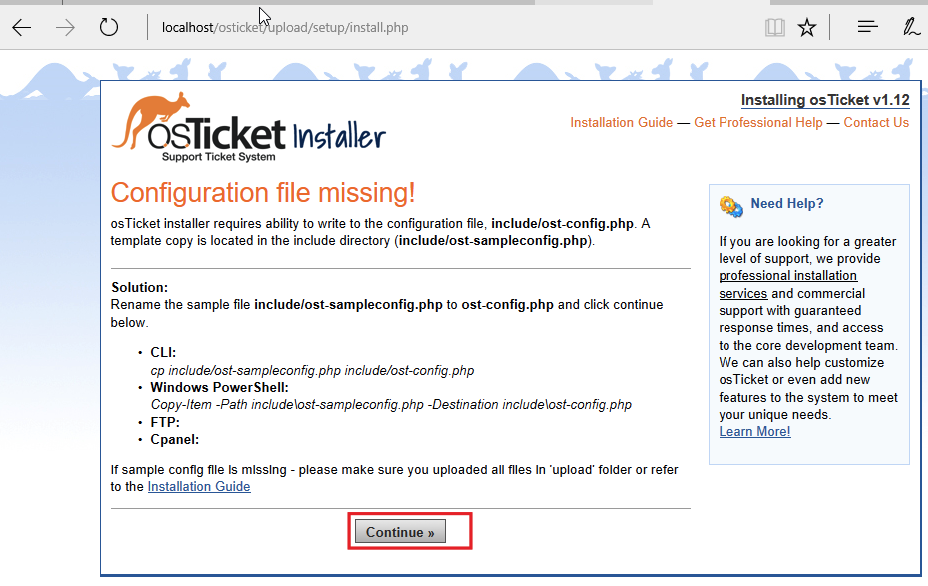 localhost/osticket/upload/setup/install.php
osTicket Installer
Support Ticket System
Installing osTicket v1.12
Installation Guide — Get Professional Help — Contact Us
Configuration file missing!
osTicket installer requires ability to write to the configuration file, include/ost-config.php. A
template copy is located in the include directory (include/ost-sampleconfig.php).
Solution:
Rename the sample file include/ost-sampleconfig.php to ost-config.php and click continue
below.
• CLI:
cp include/ost-sampleconfig.php include/ost-config.php
• Windows PowerShell:
Copy-Item -Path include\ost-sampleconfig.php -Destination include\ost-config.php
• FTP:
• Cpanel:
If sample config file is missing - please make sure you uploaded all files in 'upload' folder or refer
to the Installation Guide
Continue »
Need Help?
If you are looking for a greater
level of support, we provide
professional installation
services and commercial
support with guaranteed
response times, and access
to the core development team.
We can also help customize
osTicket or even add new
features to the system to meet
your unique needs.
Learn More!